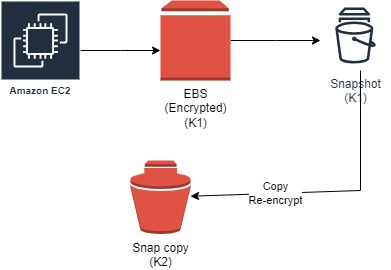 Amazon EC2
EBS
(Encrypted)
(K1)
Snapshot
(K1)
Copy
Re-encrypt
Snap copy
(K2)